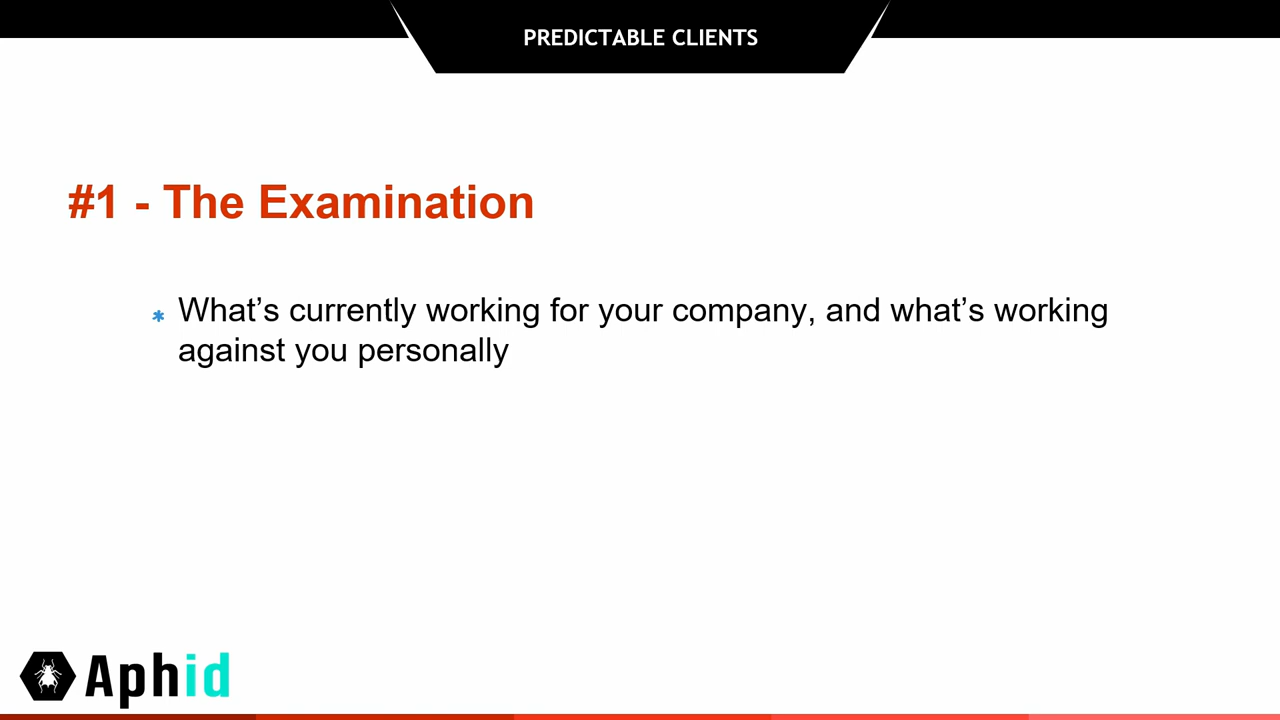 PREDICTABLE CLIENTS
#1 - The Examination
What’s currently working for your company, and what’s working
against you personally
Aphid